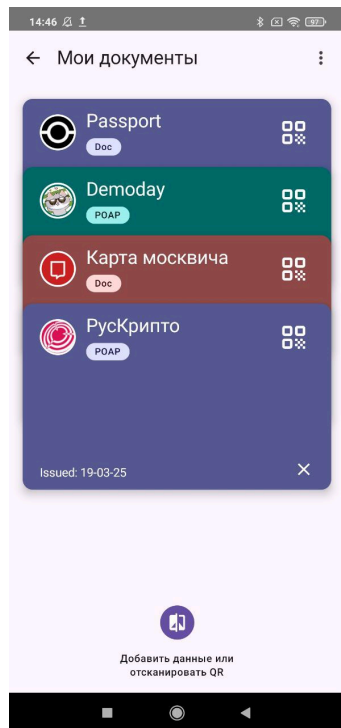 14:46
97
Мои документы
Passport
Doc
Demoday
POAP
Карта москвича
Doc
РусКрипто
POAP
Issued: 19-03-25
Добавить данные или
отсканировать QR